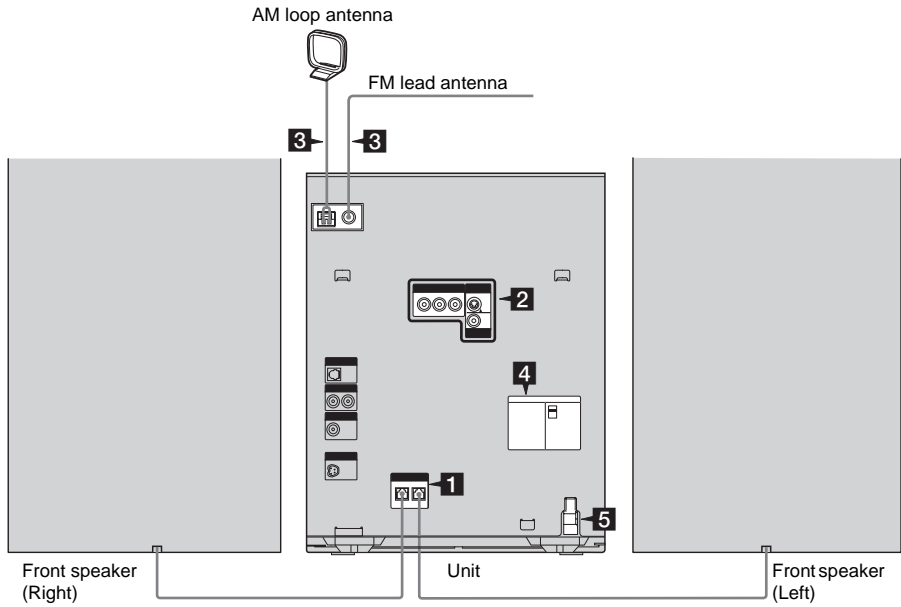 AM loop antenna
FM lead antenna
3
3
2
4
1
5
Front speaker
(Right)
Unit
Front speaker
(Left)